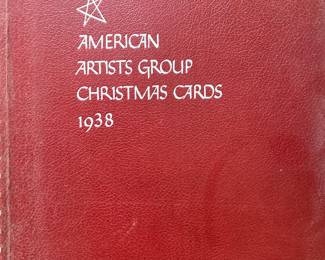 AMERICAN
ARTISTS GROUP
CHRISTMAS CARDS
1938